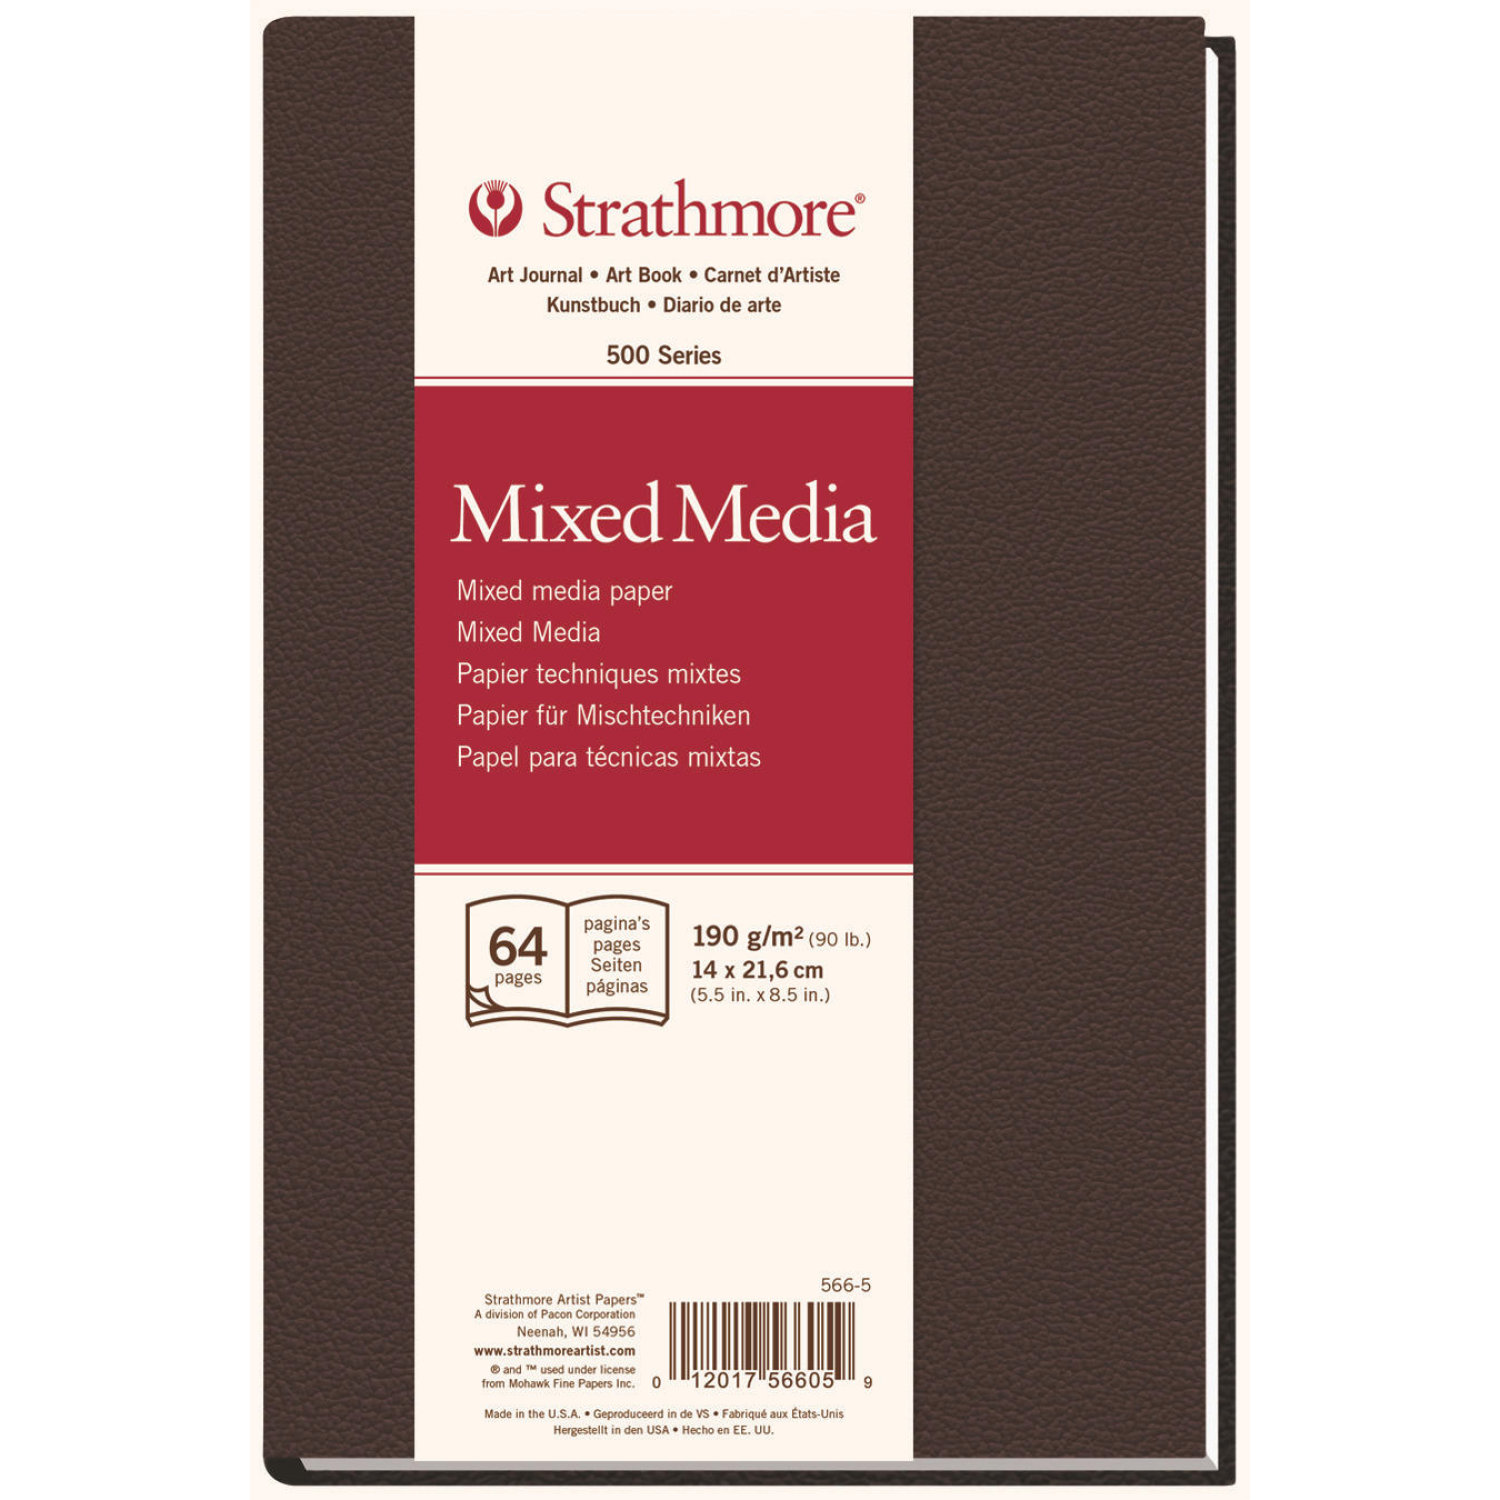 Strathmore®
Art Journal • Art Book • Carnet d'Artiste
Kunstbuch • Diario de arte
500 Series
Mixed Media
Mixed media paper
Mixed Media
Papier techniques mixtes
Papier für Mischtechniken
Papel para técnicas mixtas
64
pages
pagina's
pages
Seiten
páginas
190 g/m² (90 lb.)
14 x 21,6 cm
(5.5 in. x 8.5 in.)
566-5
Strathmore Artist Papers™
A division of Pacon Corporation
Neenah, WI 54956
www.strathmoreartist.com
® and ™ used under license
from Mohawk Fine Papers Inc.
0 12017 56605 9
Made in the U.S.A. • Geproduceerd in de VS • Fabriqué aux États-Unis
Hergestellt in den USA • Hecho en EE. UU.